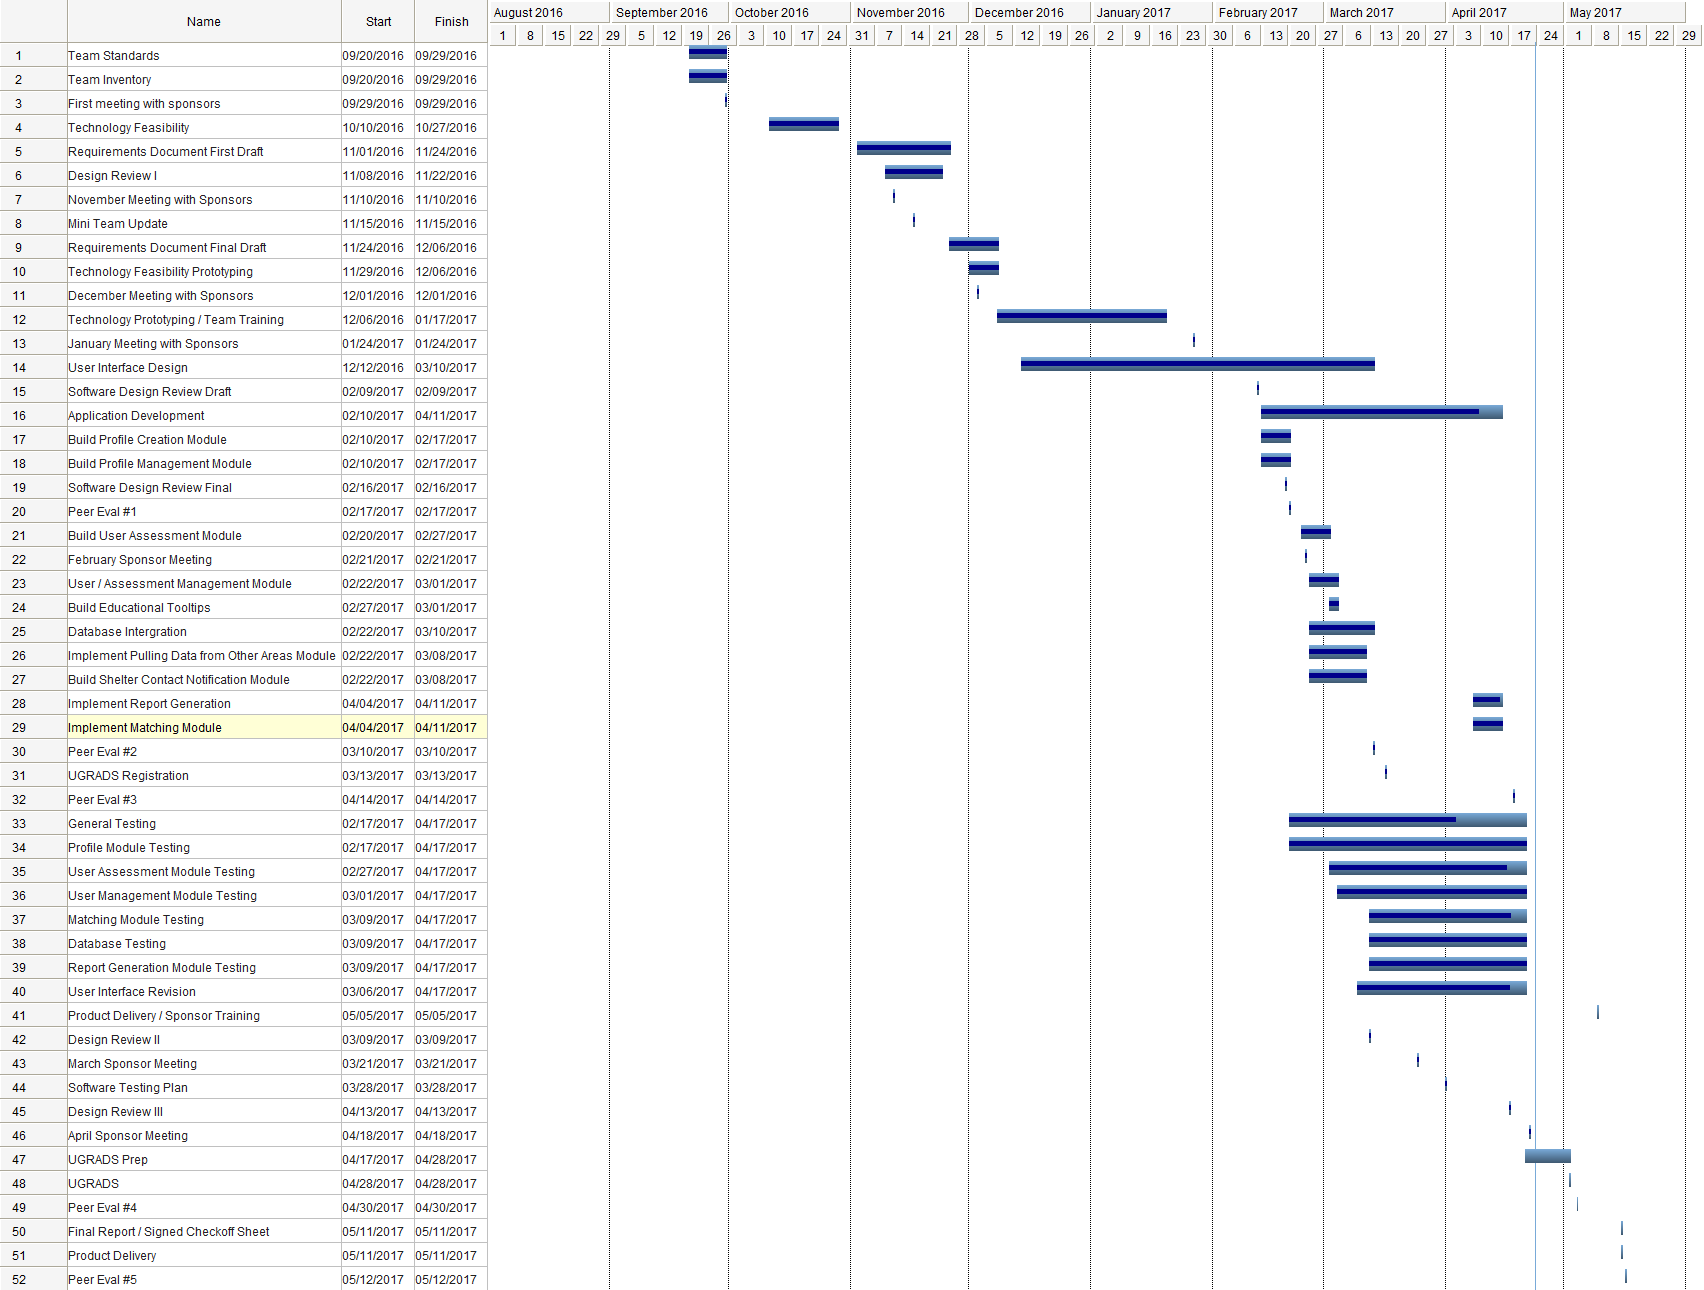 Name Start Finish August 2016 September 2016 October 2016 November 2016 December 2016 January 2017 February 2017 March 2017 April 2017 May 2017
1 8 15 22 29 5 12 19 26 3 10 17 24 31 7 14 21 28 5 12 19 26 2 9 16 23 30 6 13 20 27 6 13 20 27 3 10 17 24 1 8 15 22 29
1 Team Standards 09/20/2016 09/29/2016
2 Team Inventory 09/20/2016 09/29/2016
3 First meeting with sponsors 09/29/2016 09/29/2016
4 Technology Feasibility 10/10/2016 10/27/2016
5 Requirements Document First Draft 11/01/2016 11/24/2016
6 Design Review I 11/08/2016 11/22/2016
7 November Meeting with Sponsors 11/10/2016 11/10/2016
8 Mini Team Update 11/15/2016 11/15/2016
9 Requirements Document Final Draft 11/24/2016 12/06/2016
10 Technology Feasibility Prototyping 11/29/2016 12/06/2016
11 December Meeting with Sponsors 12/01/2016 12/01/2016
12 Technology Prototyping / Team Training 12/06/2016 01/17/2017
13 January Meeting with Sponsors 01/24/2017 01/24/2017
14 User Interface Design 12/12/2016 03/10/2017
15 Software Design Review Draft 02/09/2017 02/09/2017
16 Application Development 02/10/2017 04/11/2017
17 Build Profile Creation Module 02/10/2017 02/17/2017
18 Build Profile Management Module 02/10/2017 02/17/2017
19 Software Design Review Final 02/16/2017 02/16/2017
20 Peer Eval #1 02/17/2017 02/17/2017
21 Build User Assessment Module 02/20/2017 02/27/2017
22 February Sponsor Meeting 02/21/2017 02/21/2017
23 User / Assessment Management Module 02/22/2017 03/01/2017
24 Build Educational Tooltips 02/27/2017 03/01/2017
25 Database Intergration 02/22/2017 03/10/2017
26 Implement Pulling Data from Other Areas Module 02/22/2017 03/08/2017
27 Build Shelter Contact Notification Module 02/22/2017 03/08/2017
28 Implement Report Generation 04/04/2017 04/11/2017
29 Implement Matching Module 04/04/2017 04/11/2017
30 Peer Eval #2 03/10/2017 03/10/2017
31 UGRADS Registration 03/13/2017 03/13/2017
32 Peer Eval #3 04/14/2017 04/14/2017
33 General Testing 02/17/2017 04/17/2017
34 Profile Module Testing 02/17/2017 04/17/2017
35 User Assessment Module Testing 02/27/2017 04/17/2017
36 User Management Module Testing 03/01/2017 04/17/2017
37 Matching Module Testing 03/09/2017 04/17/2017
38 Database Testing 03/09/2017 04/17/2017
39 Report Generation Module Testing 03/09/2017 04/17/2017
40 User Interface Revision 03/06/2017 04/17/2017
41 Product Delivery / Sponsor Training 05/05/2017 05/05/2017
42 Design Review II 03/09/2017 03/09/2017
43 March Sponsor Meeting 03/21/2017 03/21/2017
44 Software Testing Plan 03/28/2017 03/28/2017
45 Design Review III 04/13/2017 04/13/2017
46 April Sponsor Meeting 04/18/2017 04/18/2017
47 UGRADS Prep 04/17/2017 04/28/2017
48 UGRADS 04/28/2017 04/28/2017
49 Peer Eval #4 04/30/2017 04/30/2017
50 Final Report / Signed Checkoff Sheet 05/11/2017 05/11/2017
51 Product Delivery 05/11/2017 05/11/2017
52 Peer Eval #5 05/12/2017 05/12/2017